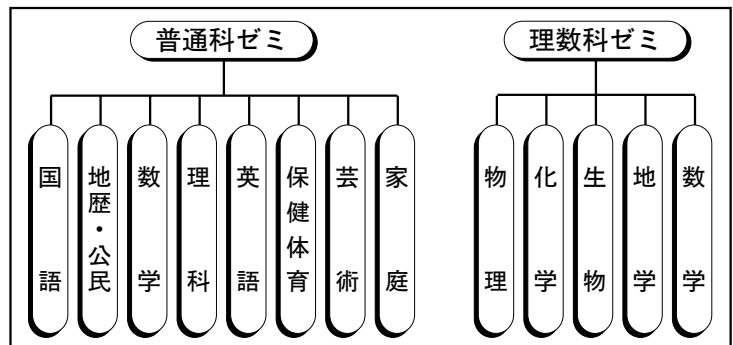 普通科ゼミ
国語
地歴・公民
数学
理科
英語
保健体育
芸術
家庭
理数科ゼミ
物理
化学
生物
地学
数学